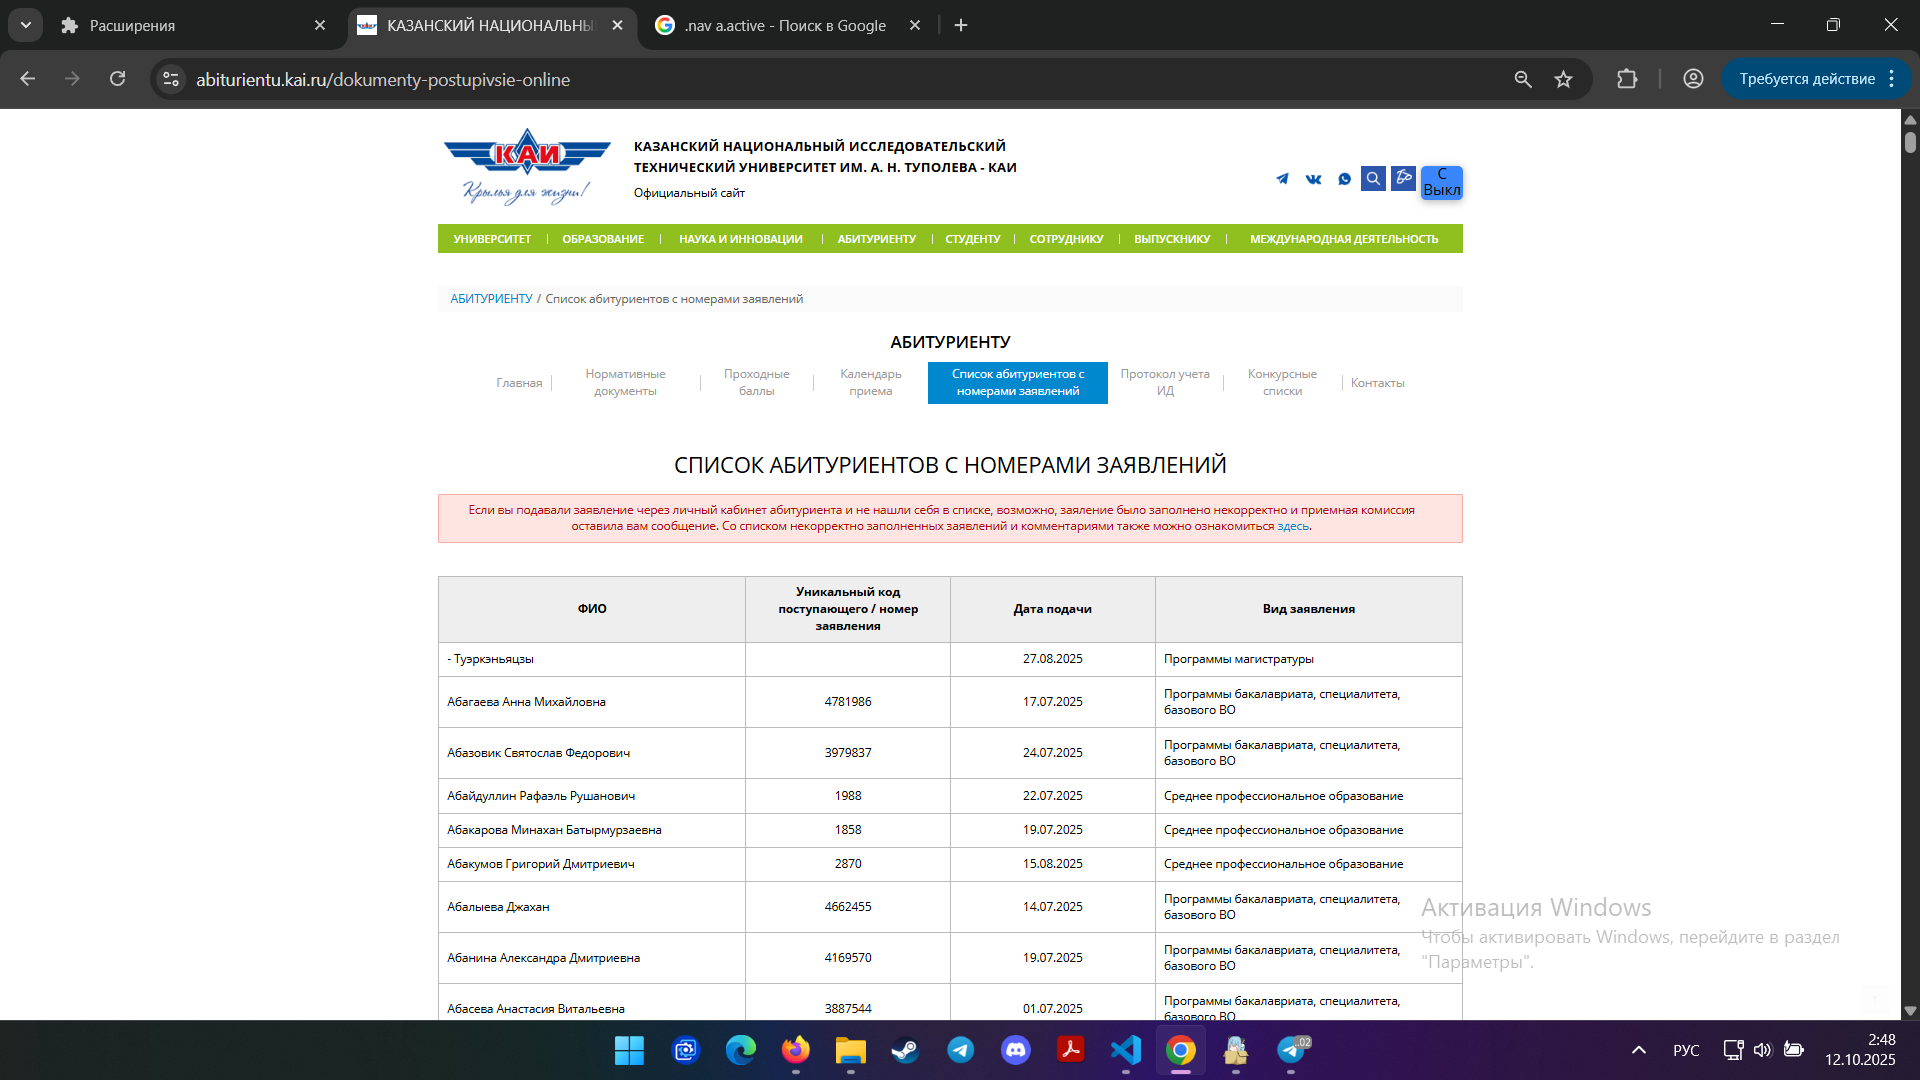 Расширения
КАЗАНСКИЙ НАЦИОНАЛЬНЫ
.nav a.active - Поиск в Google
abiturientu.kai.ru/dokumenty-postupivsie-online
Требуется действие
КАИ
Крылья для жизни!
КАЗАНСКИЙ НАЦИОНАЛЬНЫЙ ИССЛЕДОВАТЕЛЬСКИЙ
ТЕХНИЧЕСКИЙ УНИВЕРСИТЕТ ИМ. А. Н. ТУПОЛЕВА - КАИ
Официальный сайт
С
Выкл
УНИВЕРСИТЕТ | ОБРАЗОВАНИЕ | НАУКА И ИННОВАЦИИ | АБИТУРИЕНТУ | СТУДЕНТУ | СОТРУДНИКУ | ВЫПУСКНИКУ | МЕЖДУНАРОДНАЯ ДЕЯТЕЛЬНОСТЬ
АБИТУРИЕНТУ / Список абитуриентов с номерами заявлений
АБИТУРИЕНТУ
Главная
Нормативные
документы
Проходные
баллы
Календарь
приема
Список абитуриентов с
номерами заявлений
Протокол учета
ИД
Конкурсные
списки
Контакты
СПИСОК АБИТУРИЕНТОВ С НОМЕРАМИ ЗАЯВЛЕНИЙ
Если вы подавали заявление через личный кабинет абитуриента и не нашли себя в списке, возможно, заяление было заполнено некорректно и приемная комиссия
оставила вам сообщение. Со списком некорректно заполненных заявлений и комментариями также можно ознакомиться здесь.
ФИО
Уникальный код
поступающего / номер
заявления
Дата подачи
Вид заявления
- Туэркэньяцзы 27.08.2025 Программы магистратуры
Абагаева Анна Михайловна 4781986 17.07.2025 Программы бакалавриата, специалитета,
базового ВО
Абазовик Святослав Федорович 3979837 24.07.2025 Программы бакалавриата, специалитета,
базового ВО
Абайдуллин Рафаэль Рушанович 1988 22.07.2025 Среднее профессиональное образование
Абакарова Минахан Батырмурзаевна 1858 19.07.2025 Среднее профессиональное образование
Абакумов Григорий Дмитриевич 2870 15.08.2025 Среднее профессиональное образование
Абалыева Джахан 4662455 14.07.2025 Программы бакалавриата, специалитета,
базового ВО
Абанина Александра Дмитриевна 4169570 19.07.2025 Программы бакалавриата, специалитета,
базового ВО
Абасева Анастасия Витальевна 3887544 01.07.2025 Программы бакалавриата, специалитета,
базового ВО
Активация Windows
Чтобы активировать Windows, перейдите в раздел
"Параметры".
..02
РУС
2:48
12.10.2025